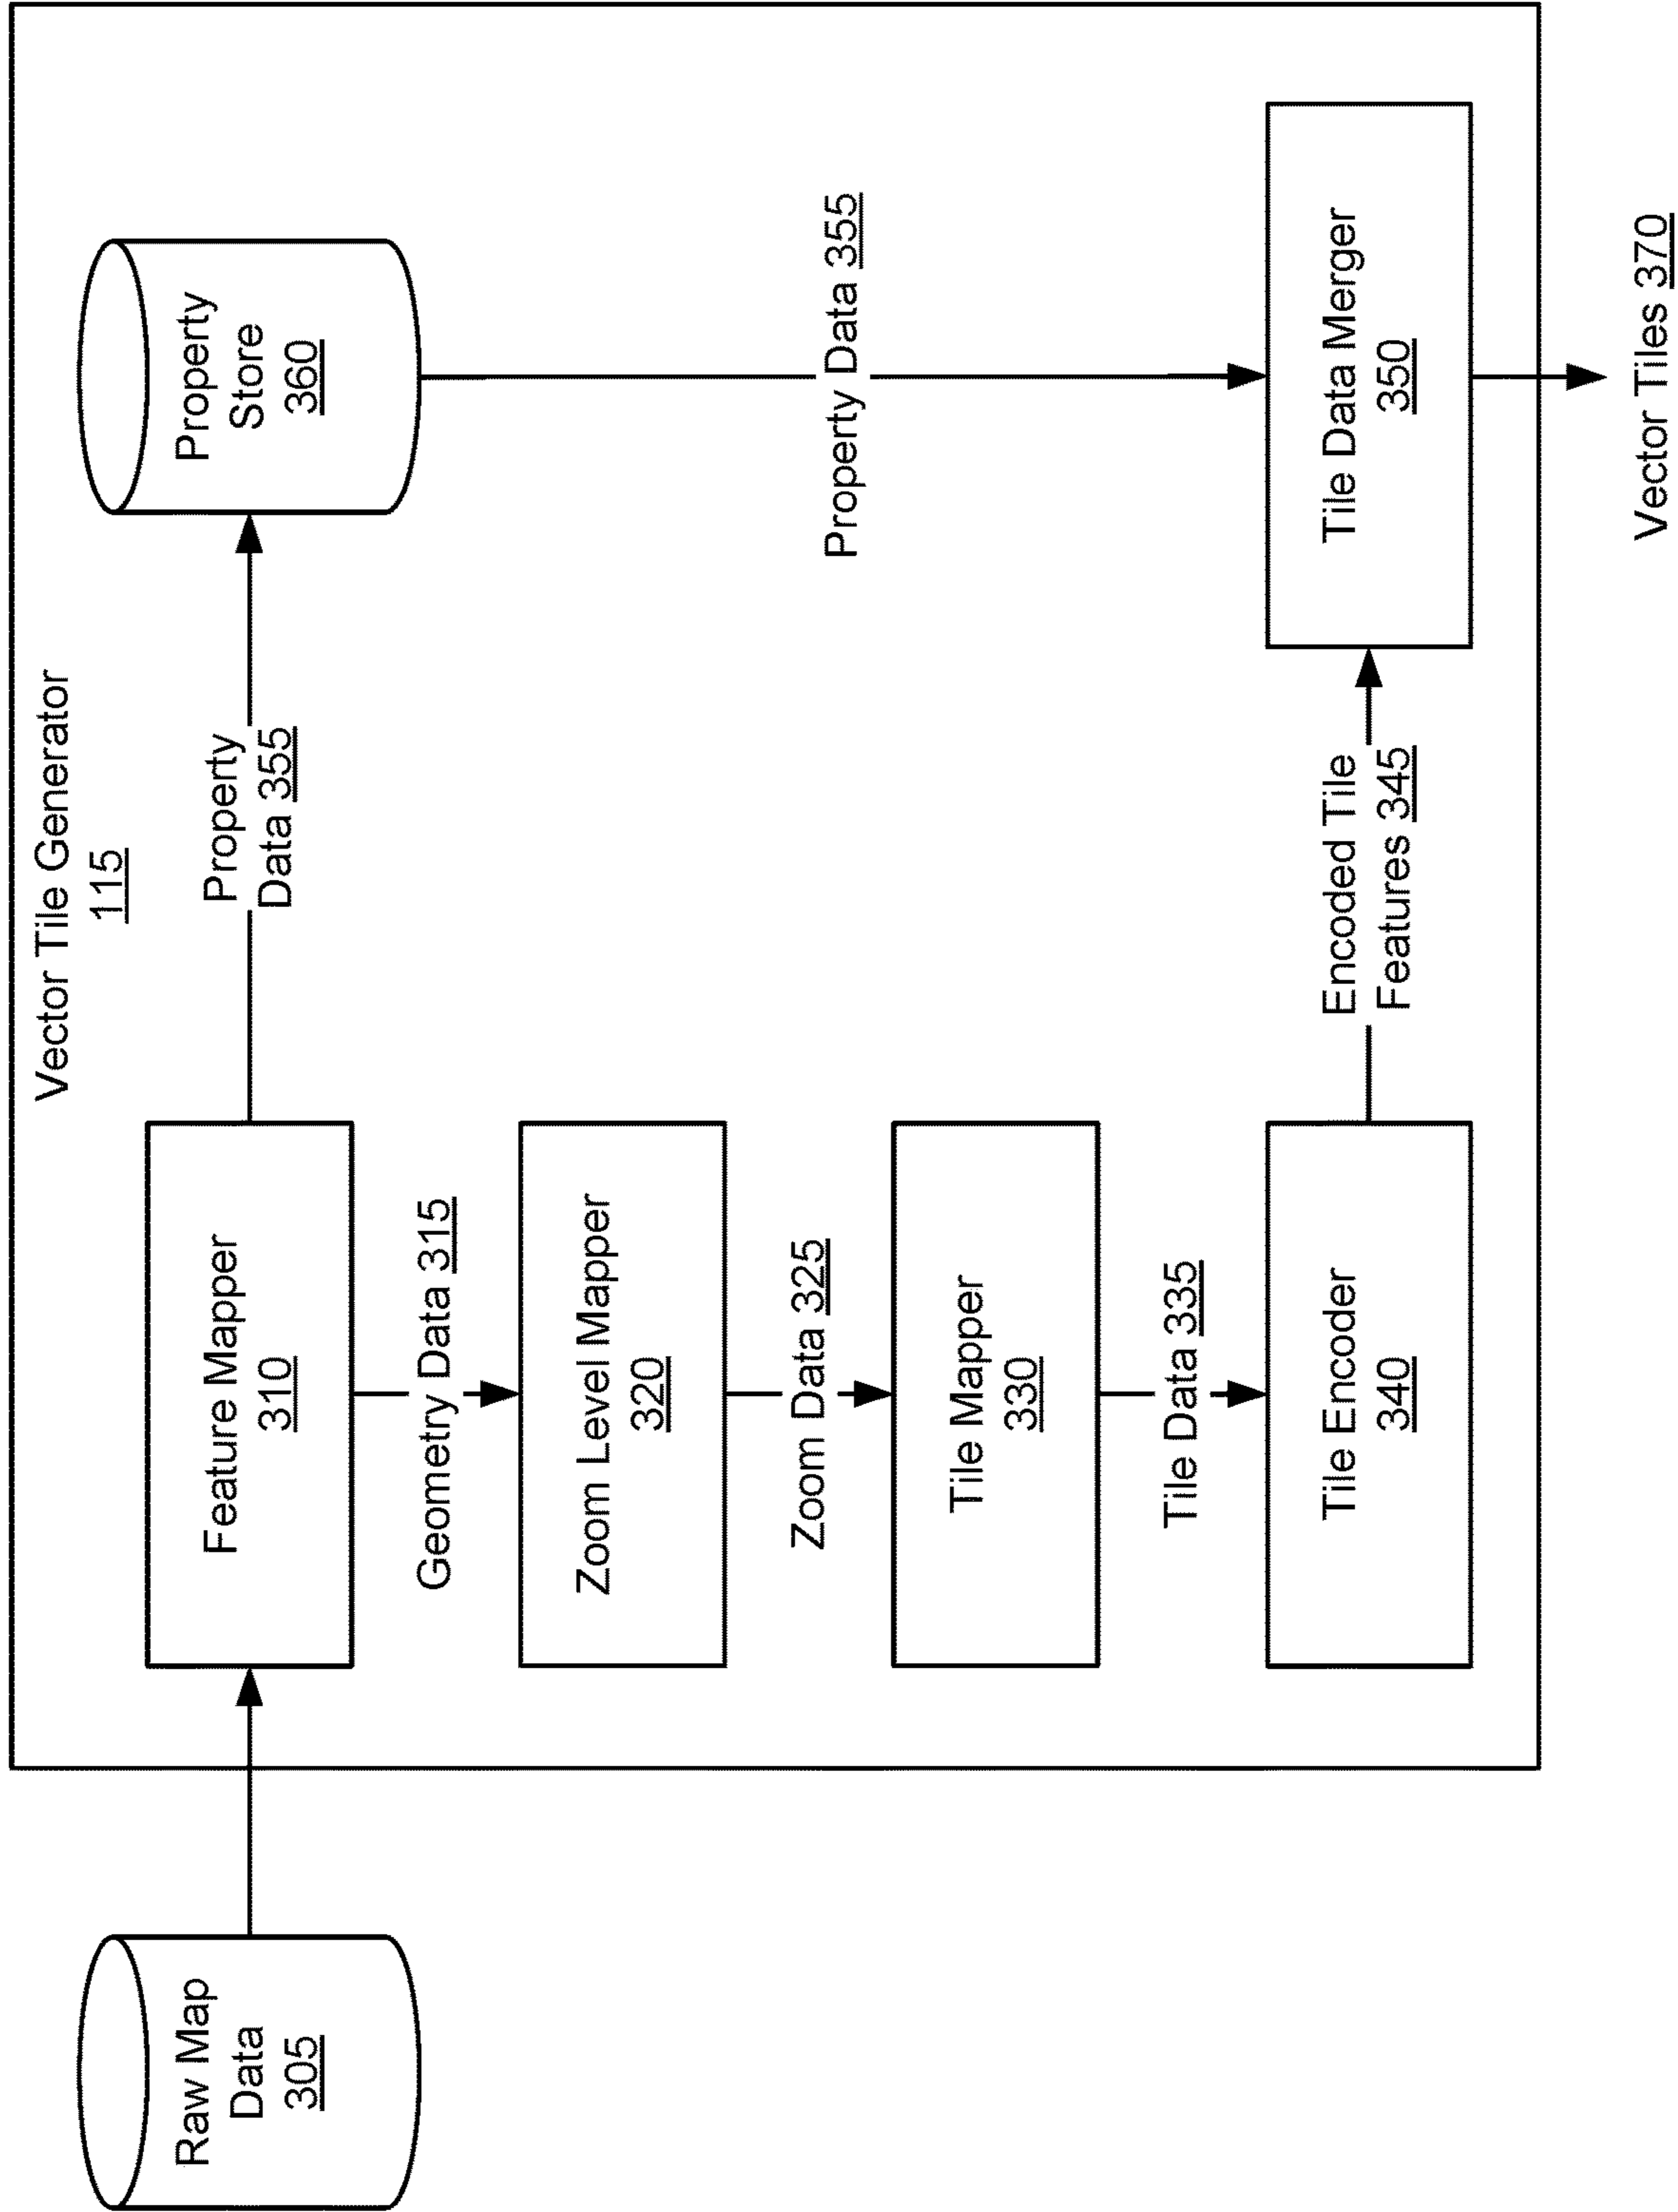 Vector Tile Generator
115
Raw Map
Data
305
Feature Mapper
310
Property
Data 355
Property
Store
360
Geometry Data 315
Zoom Level Mapper
320
Zoom Data 325
Property Data 355
Tile Mapper
330
Tile Data 335
Tile Encoder
340
Encoded Tile
Features 345
Tile Data Merger
350
Vector Tiles 370